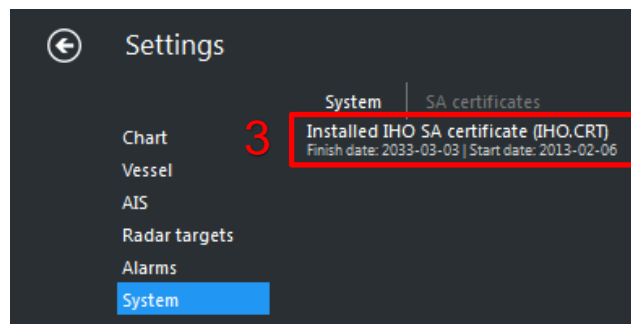 Settings
System SA certificates
3
Installed IHO SA certificate (IHO.CRT)
Finish date: 2033-03-03 | Start date: 2013-02-06
Chart
Vessel
AIS
Radar targets
Alarms
System